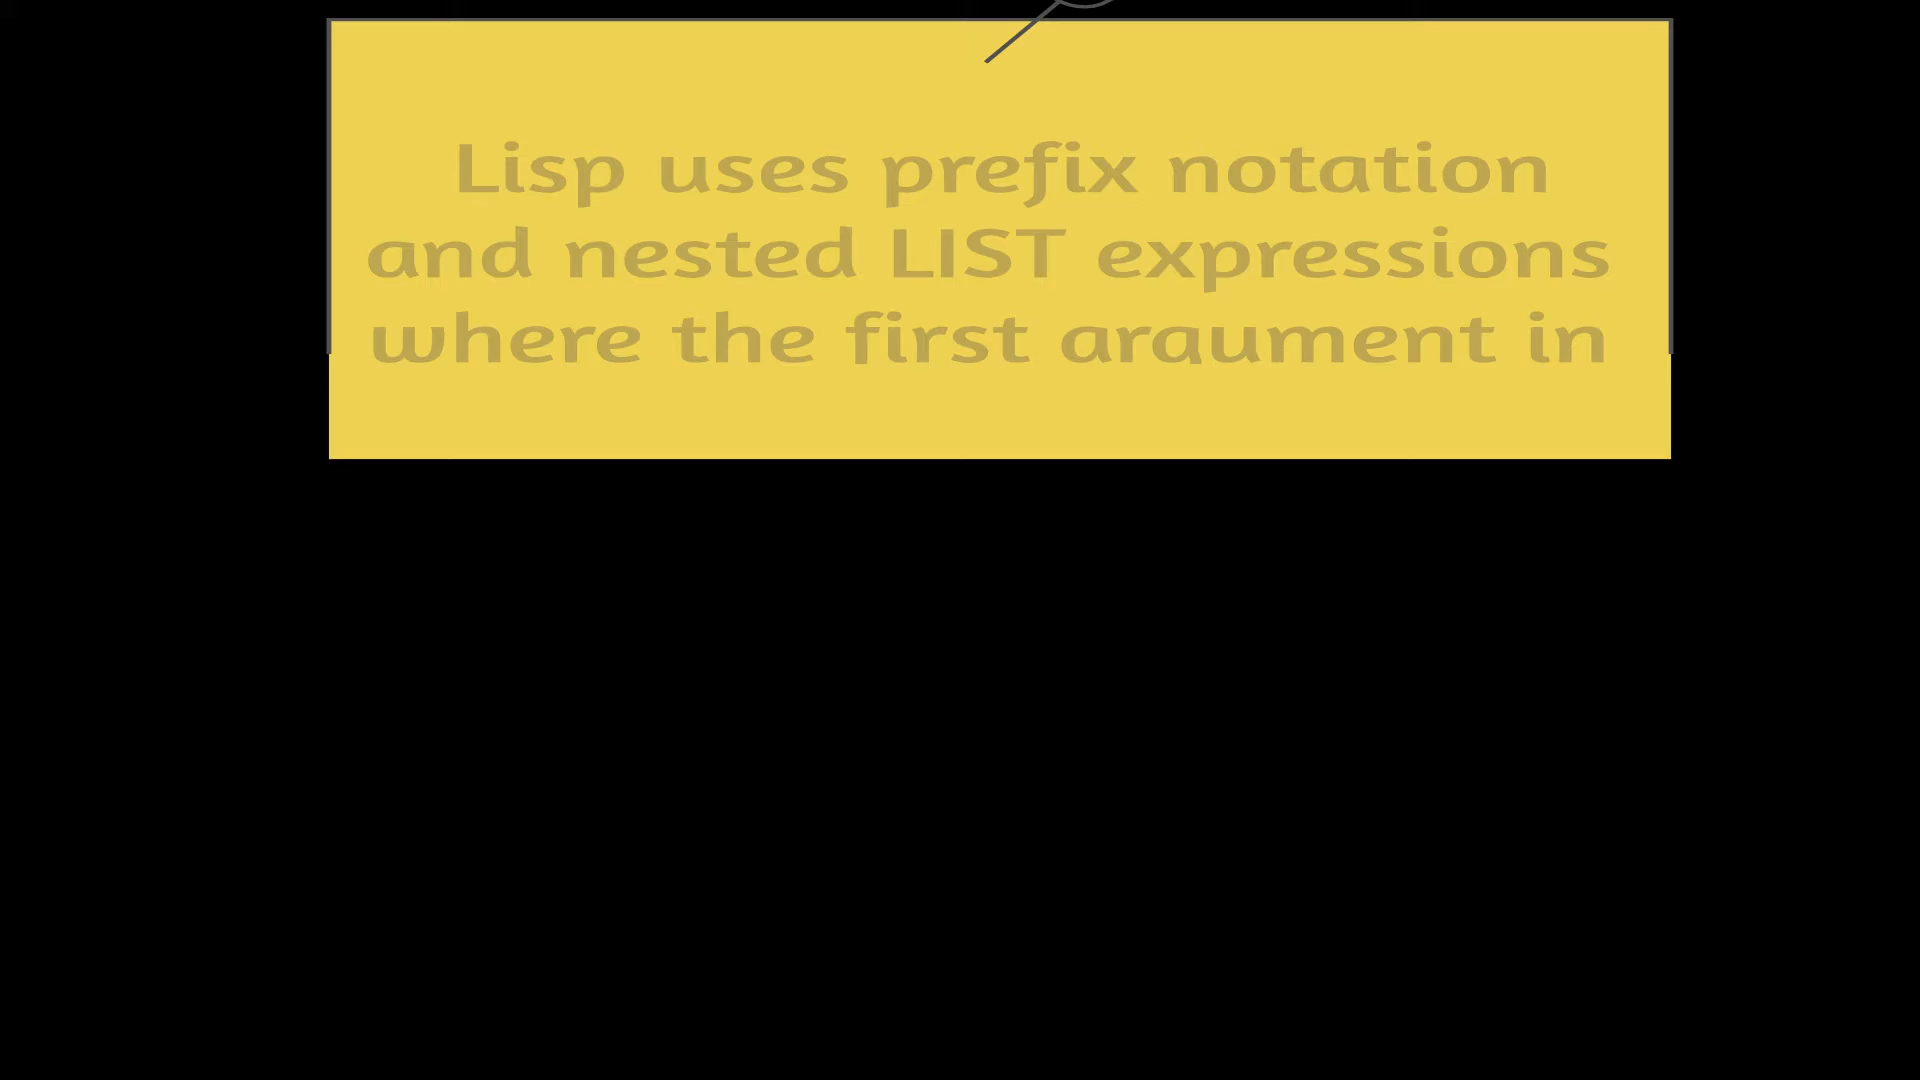 Lisp uses prefix notation
and nested LIST expressions
where the first argument in